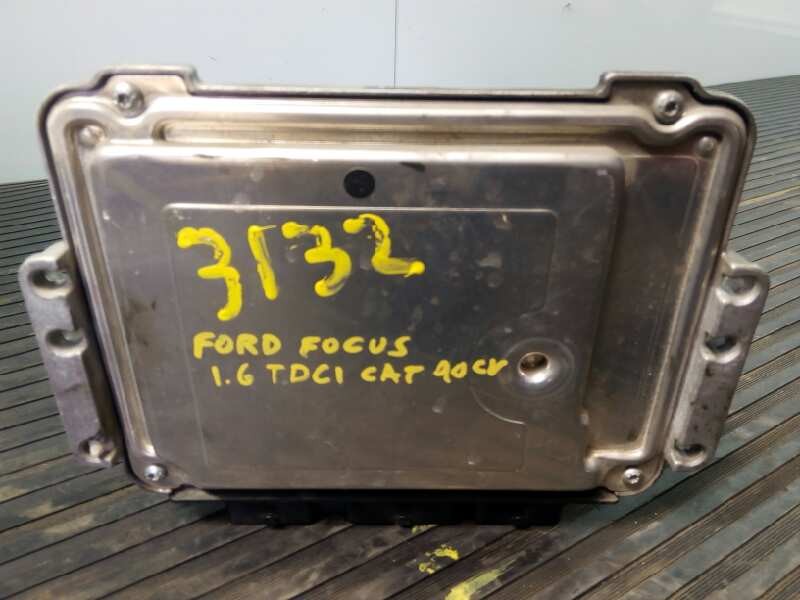 3132
FORD FOCUS
1.6 TDCI CAT 90CV